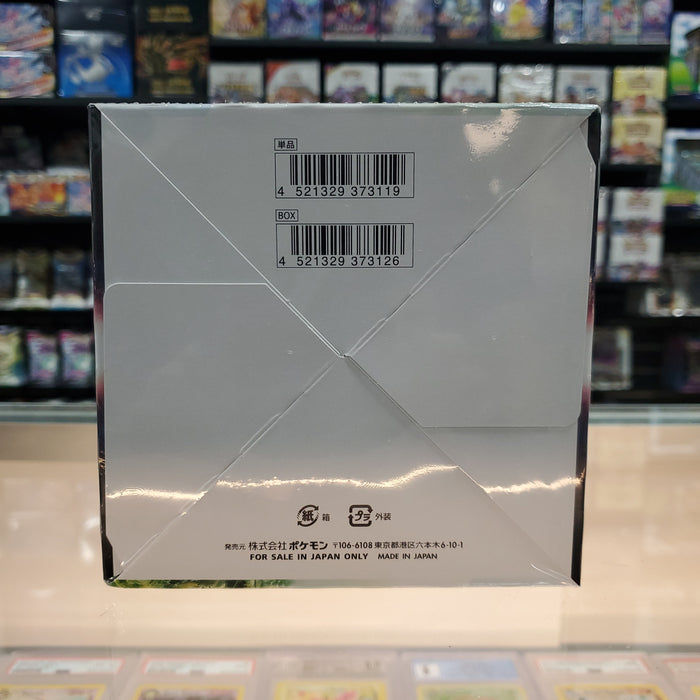 単品
4 521329 373119
BOX
4 521329 373126
紙 箱 プラ 外装
発売元 株式会社ポケモン 〒106-6108 東京都港区六本木6-10-1
FOR SALE IN JAPAN ONLY MADE IN JAPAN